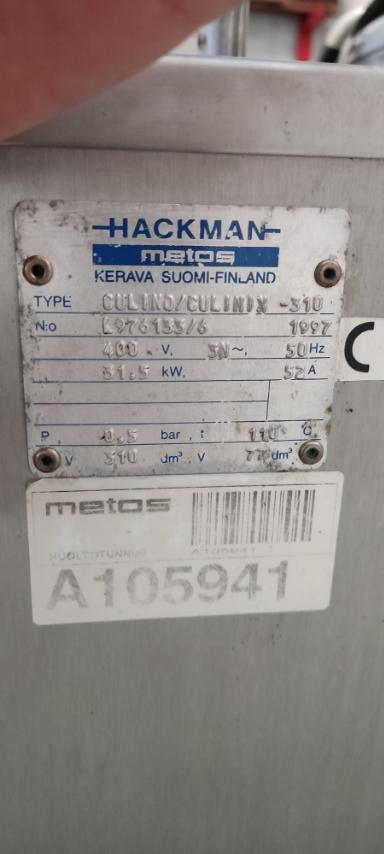 HACKMAN
metos
KERAVA SUOMI-FINLAND
TYPE CULINO/CULIMIX -310
N:o L976133/6 1997
400 . V. 3N~. 50 Hz
31.5 kW. 52 A
P . 0.5 bar , t 110 °C
V 310 dm³ . V 77 dm³
metos
HUOLTOTUNNUS A105941
A105941